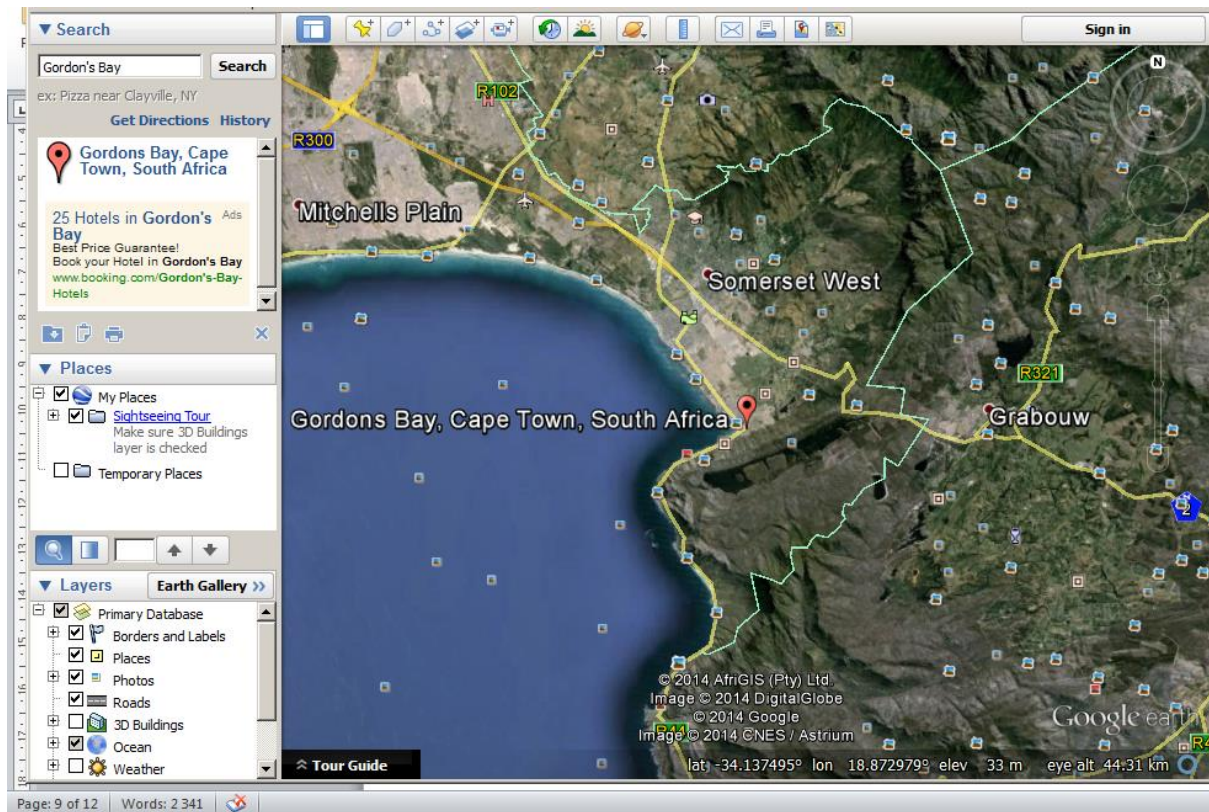 Search
Sign in
Gordon's Bay
Search
ex: Pizza near Clayville, NY
Get Directions History
Gordons Bay, Cape
Town, South Africa
25 Hotels in Gordon's
Ads
Bay
Best Price Guarantee!
Book your Hotel in Gordon's Bay
www.booking.com/Gordon's-Bay-
Hotels
Places
My Places
Sightseeing Tour
Make sure 3D Buildings
layer is checked
Temporary Places
Layers
Earth Gallery >>
Primary Database
Borders and Labels
Places
Photos
Roads
3D Buildings
Ocean
Weather
N
R102
R300
Mitchells Plain
Somerset West
R321
Gordons Bay, Cape Town, South Africa
Grabouw
N
2
© 2014 AfriGIS (Pty) Ltd.
Image © 2014 DigitalGlobe
© 2014 Google
Image © 2014 CNES / Astrium
R44
Google earth
Tour Guide
lat -34.137495° lon 18.872979° elev 33 m eye alt 44.31 km
Page: 9 of 12
Words: 2 341